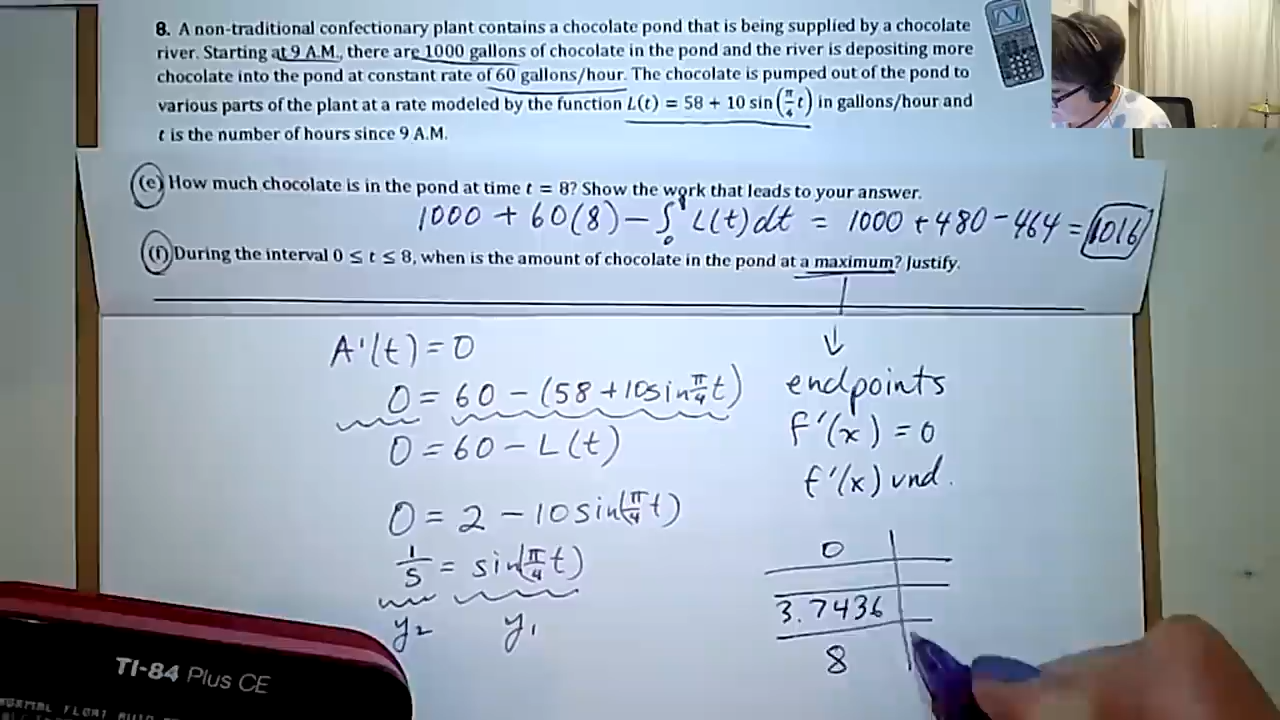 8. A non-traditional confectionary plant contains a chocolate pond that is being supplied by a chocolate
river. Starting at 9 A.M., there are 1000 gallons of chocolate in the pond and the river is depositing more
chocolate into the pond at constant rate of 60 gallons/hour. The chocolate is pumped out of the pond to
various parts of the plant at a rate modeled by the function L(t) = 58 + 10 sin(π/4 t) in gallons/hour and
t is the number of hours since 9 A.M.
(e) How much chocolate is in the pond at time t = 8? Show the work that leads to your answer.
1000 + 60(8) − ∫₀⁸ L(t)dt = 1000 + 480 − 464 = 1016
(f) During the interval 0 ≤ t ≤ 8, when is the amount of chocolate in the pond at a maximum? Justify.
A'(t) = 0
0 = 60 − (58 + 10sin π/4 t)
0 = 60 − L(t)
0 = 2 − 10sin(π/4 t)
1/5 = sin(π/4 t)
y2 y1
endpoints
f'(x) = 0
f'(x) und.
0
3.7436
8
TI-84 Plus CE
NORMAL FLOAT AUTO